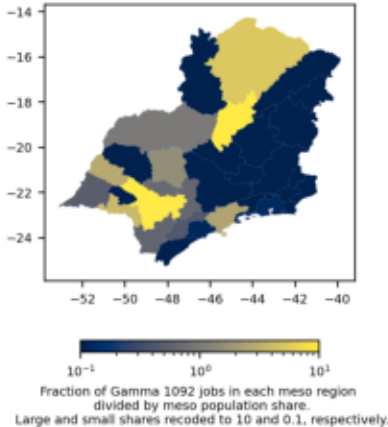 −14
−16
−18
−20
−22
−24
−52 −50 −48 −46 −44 −42 −40
10⁻¹ 10⁰ 10¹
Fraction of Gamma 1092 jobs in each meso region
divided by meso population share.
Large and small shares recoded to 10 and 0.1, respectively.